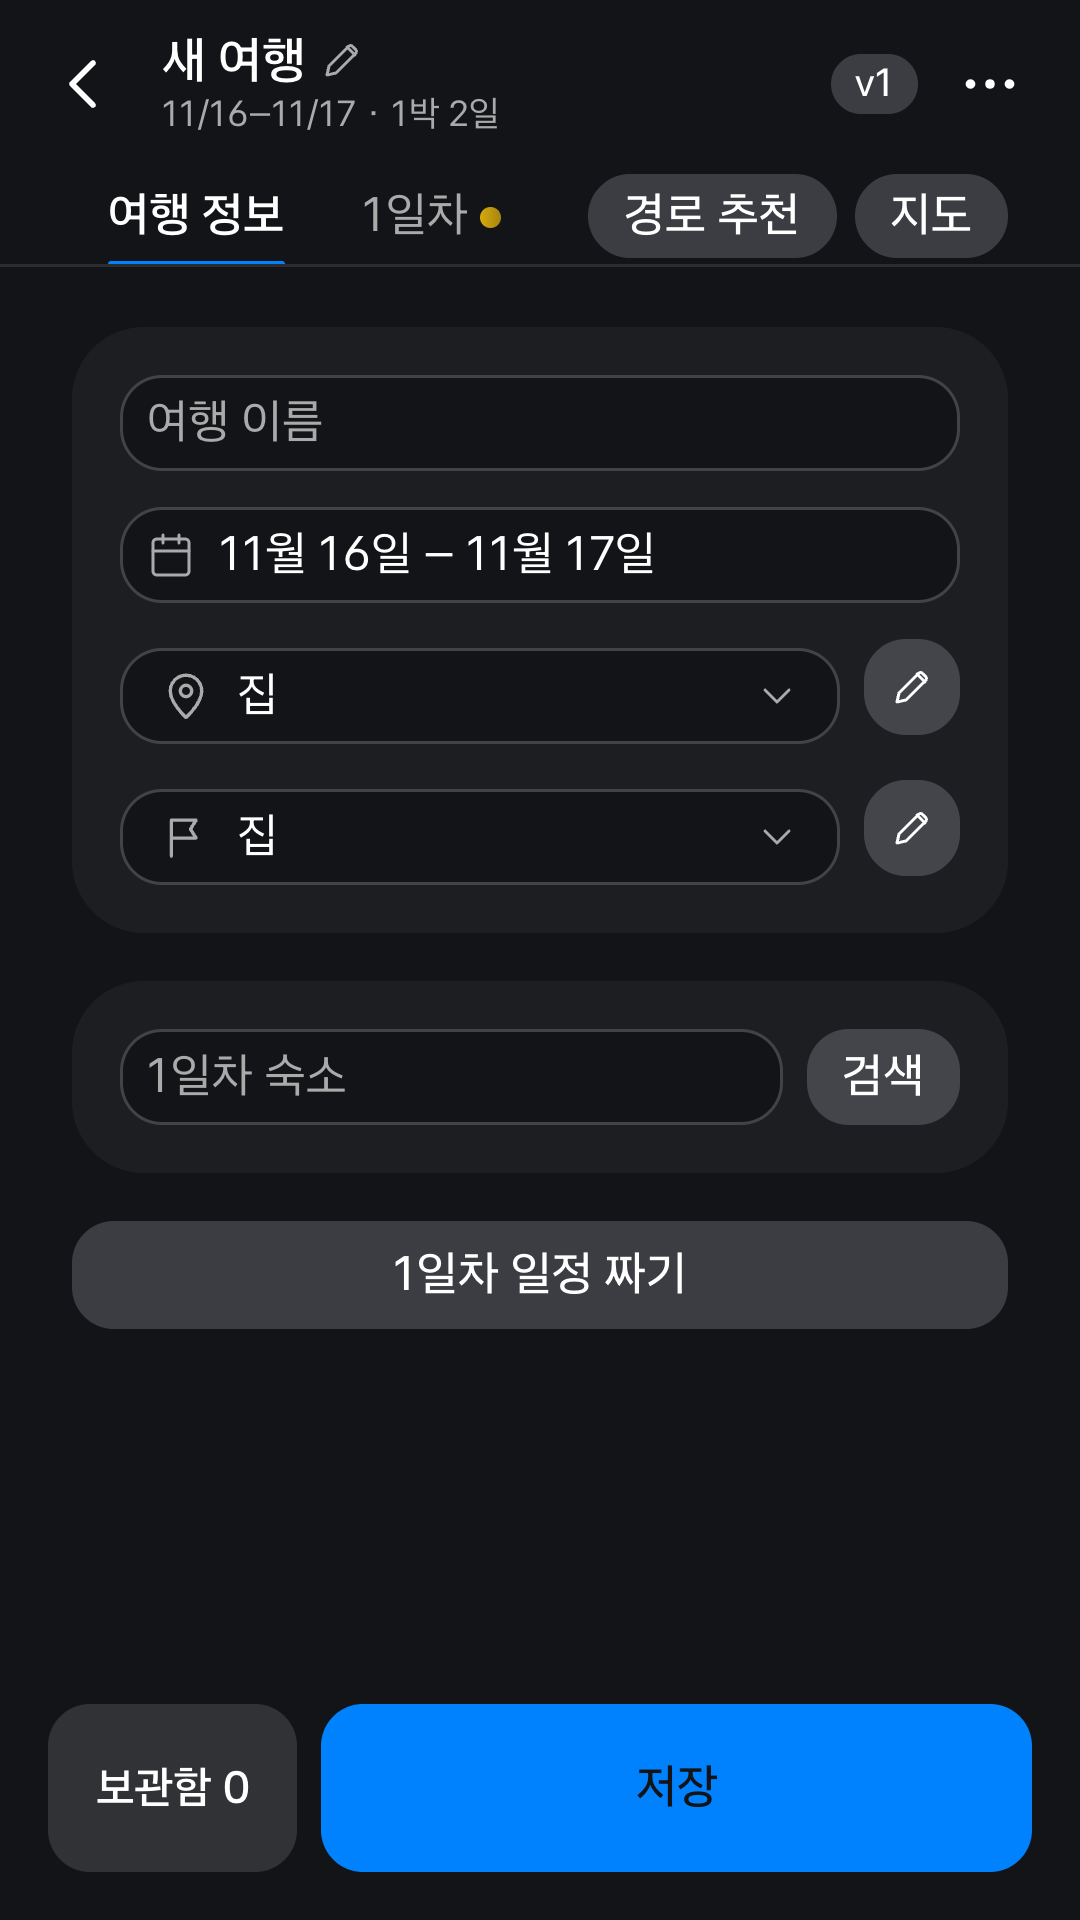 새 여행
11/16–11/17 · 1박 2일
v1
여행 정보
1일차
경로 추천
지도
여행 이름
11월 16일 – 11월 17일
집
집
1일차 숙소
검색
1일차 일정 짜기
보관함 0
저장